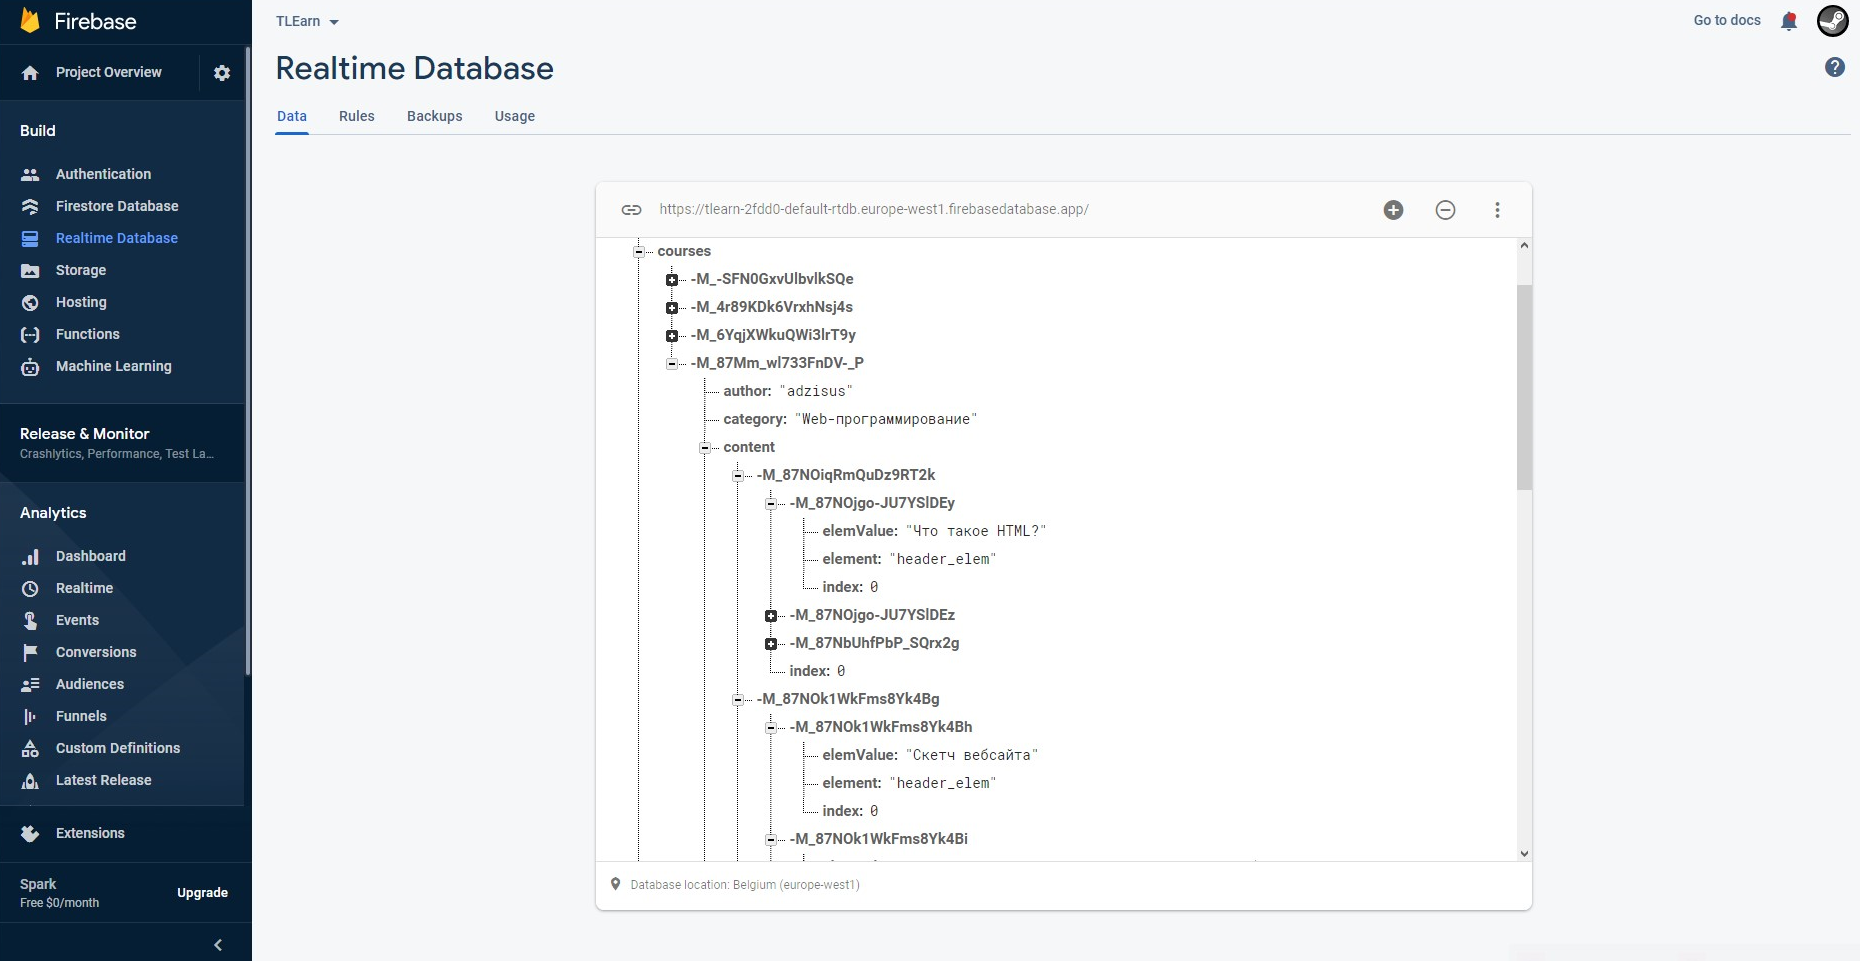 Firebase
Project Overview
Build
Authentication
Firestore Database
Realtime Database
Storage
Hosting
Functions
Machine Learning
Release & Monitor
Crashlytics, Performance, Test La...
Analytics
Dashboard
Realtime
Events
Conversions
Audiences
Funnels
Custom Definitions
Latest Release
Extensions
Spark
Free $0/month
Upgrade
TLEarn
Go to docs
Realtime Database
Data Rules Backups Usage
https://tlearn-2fdd0-default-rtdb.europe-west1.firebasedatabase.app/
courses
-M_-SFN0GxvUlbvlkSQe
-M_4r89KDk6VrxhNsj4s
-M_6YqjXWkuQWi3lrT9y
-M_87Mm_wl733FnDV-_P
author: "adzisus"
category: "Web-программирование"
content
-M_87NOiqRmQuDz9RT2k
-M_87NOjgo-JU7YSlDEy
elemValue: "Что такое HTML?"
element: "header_elem"
index: 0
-M_87NOjgo-JU7YSlDEz
-M_87NbUhfPbP_SQrx2g
index: 0
-M_87NOk1WkFms8Yk4Bg
-M_87NOk1WkFms8Yk4Bh
elemValue: "Скетч вебсайта"
element: "header_elem"
index: 0
-M_87NOk1WkFms8Yk4Bi
Database location: Belgium (europe-west1)